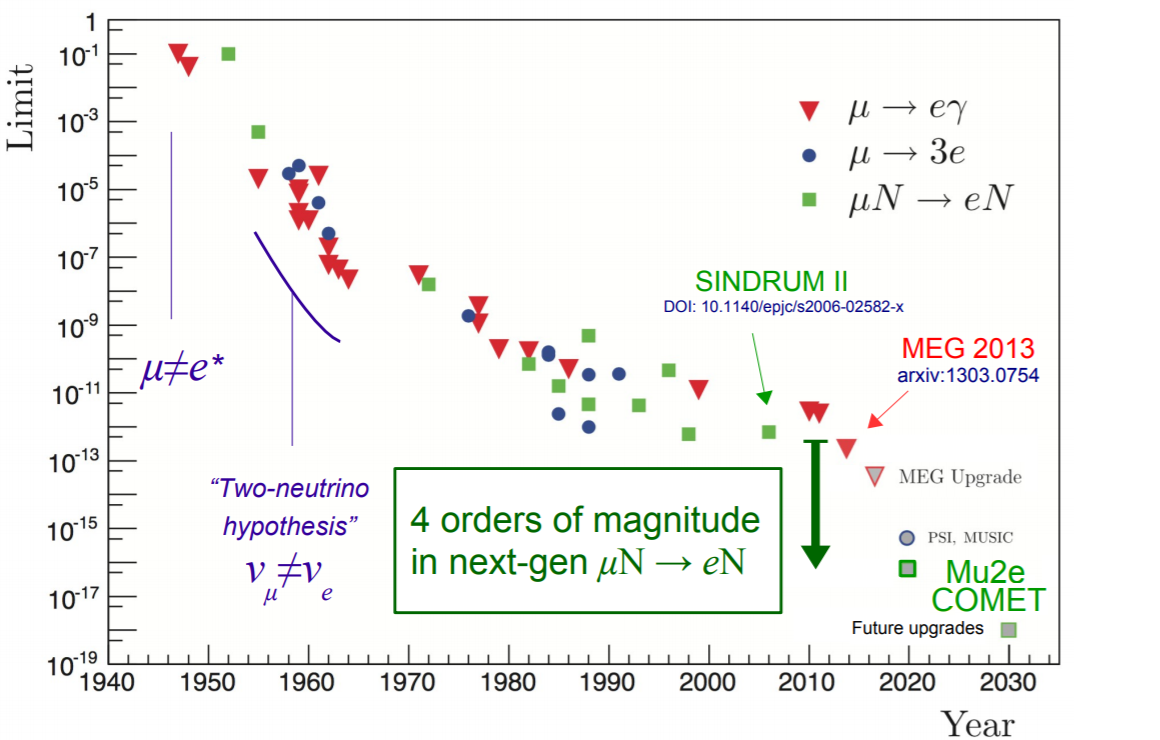 Limit
1
10⁻¹
10⁻³
10⁻⁵
10⁻⁷
10⁻⁹
10⁻¹¹
10⁻¹³
10⁻¹⁵
10⁻¹⁷
10⁻¹⁹
μ → eγ
μ → 3e
μN → eN
SINDRUM II
DOI: 10.1140/epjc/s2006-02582-x
MEG 2013
arxiv:1303.0754
μ≠e*
“Two-neutrino
hypothesis”
νμ≠νe
4 orders of magnitude
in next-gen μN → eN
MEG Upgrade
PSI, MUSIC
Mu2e
COMET
Future upgrades
1940 1950 1960 1970 1980 1990 2000 2010 2020 2030
Year